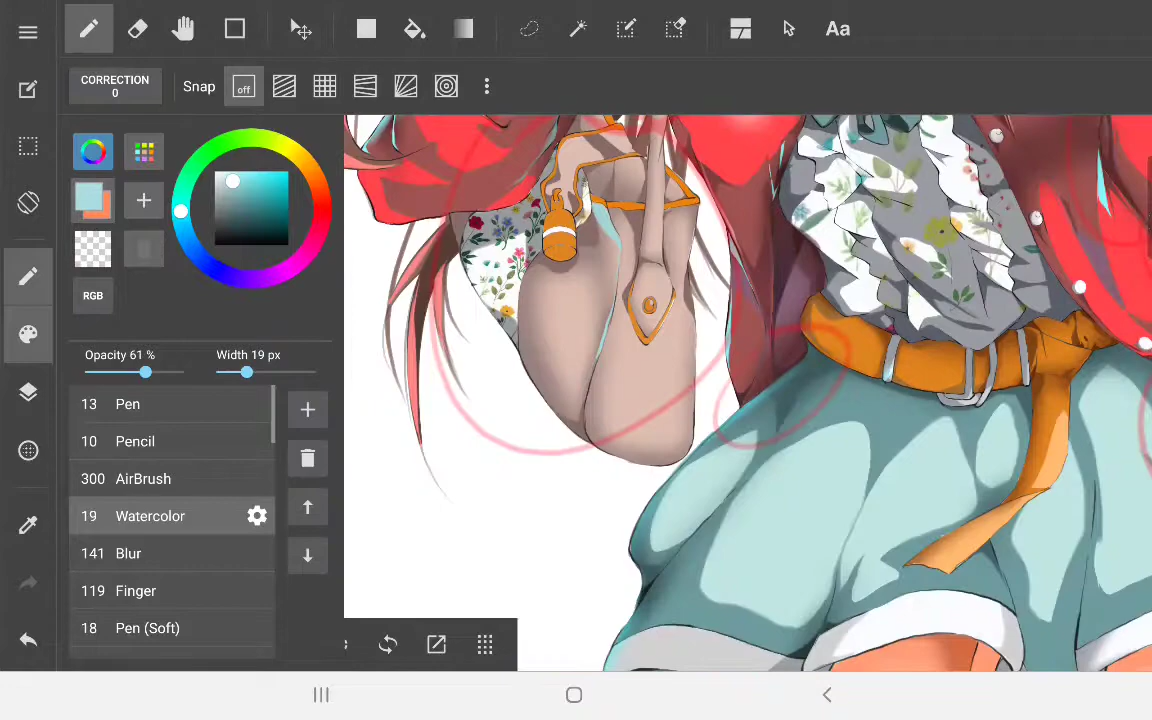 Aa
CORRECTION
0
Snap
off
RGB
Opacity 61 %
Width 19 px
13 Pen
10 Pencil
300 AirBrush
19 Watercolor
141 Blur
119 Finger
18 Pen (Soft)